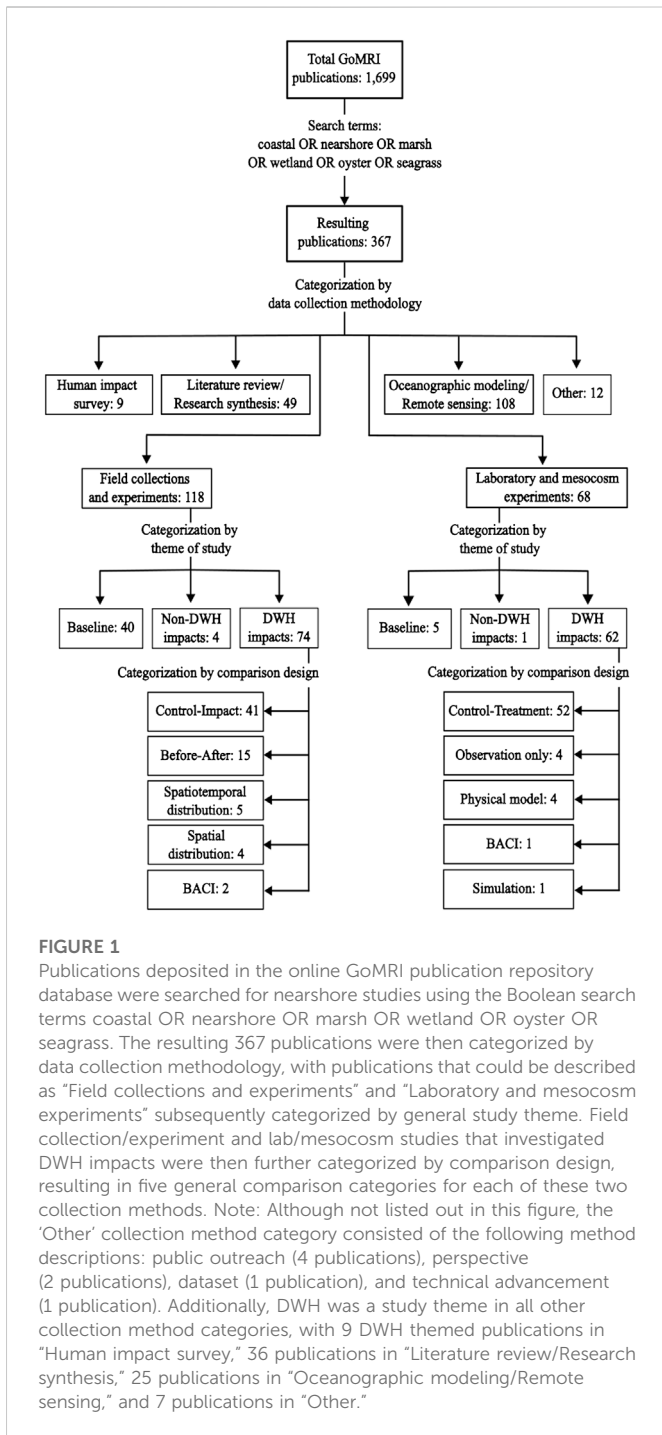 Total GoMRI
publications: 1,699
Search terms:
coastal OR nearshore OR marsh
OR wetland OR oyster OR seagrass
Resulting
publications: 367
Categorization by
data collection methodology
Human impact
survey: 9
Literature review/
Research synthesis: 49
Oceanographic modeling/
Remote sensing: 108
Other: 12
Field collections
and experiments: 118
Laboratory and mesocosm
experiments: 68
Categorization by
theme of study
Categorization by
theme of study
Baseline: 40
Non-DWH
impacts: 4
DWH
impacts: 74
Baseline: 5
Non-DWH
impacts: 1
DWH
impacts: 62
Categorization by comparison design
Categorization by comparison design
Control-Impact: 41
Before-After: 15
Spatiotemporal
distribution: 5
Spatial
distribution: 4
BACI: 2
Control-Treatment: 52
Observation only: 4
Physical model: 4
BACI: 1
Simulation: 1
FIGURE 1
Publications deposited in the online GoMRI publication repository
database were searched for nearshore studies using the Boolean search
terms coastal OR nearshore OR marsh OR wetland OR oyster OR
seagrass. The resulting 367 publications were then categorized by
data collection methodology, with publications that could be described
as “Field collections and experiments” and “Laboratory and mesocosm
experiments” subsequently categorized by general study theme. Field
collection/experiment and lab/mesocosm studies that investigated
DWH impacts were then further categorized by comparison design,
resulting in five general comparison categories for each of these two
collection methods. Note: Although not listed out in this figure, the
‘Other’ collection method category consisted of the following method
descriptions: public outreach (4 publications), perspective
(2 publications), dataset (1 publication), and technical advancement
(1 publication). Additionally, DWH was a study theme in all other
collection method categories, with 9 DWH themed publications in
“Human impact survey,” 36 publications in “Literature review/Research
synthesis,” 25 publications in “Oceanographic modeling/Remote
sensing,” and 7 publications in “Other.”